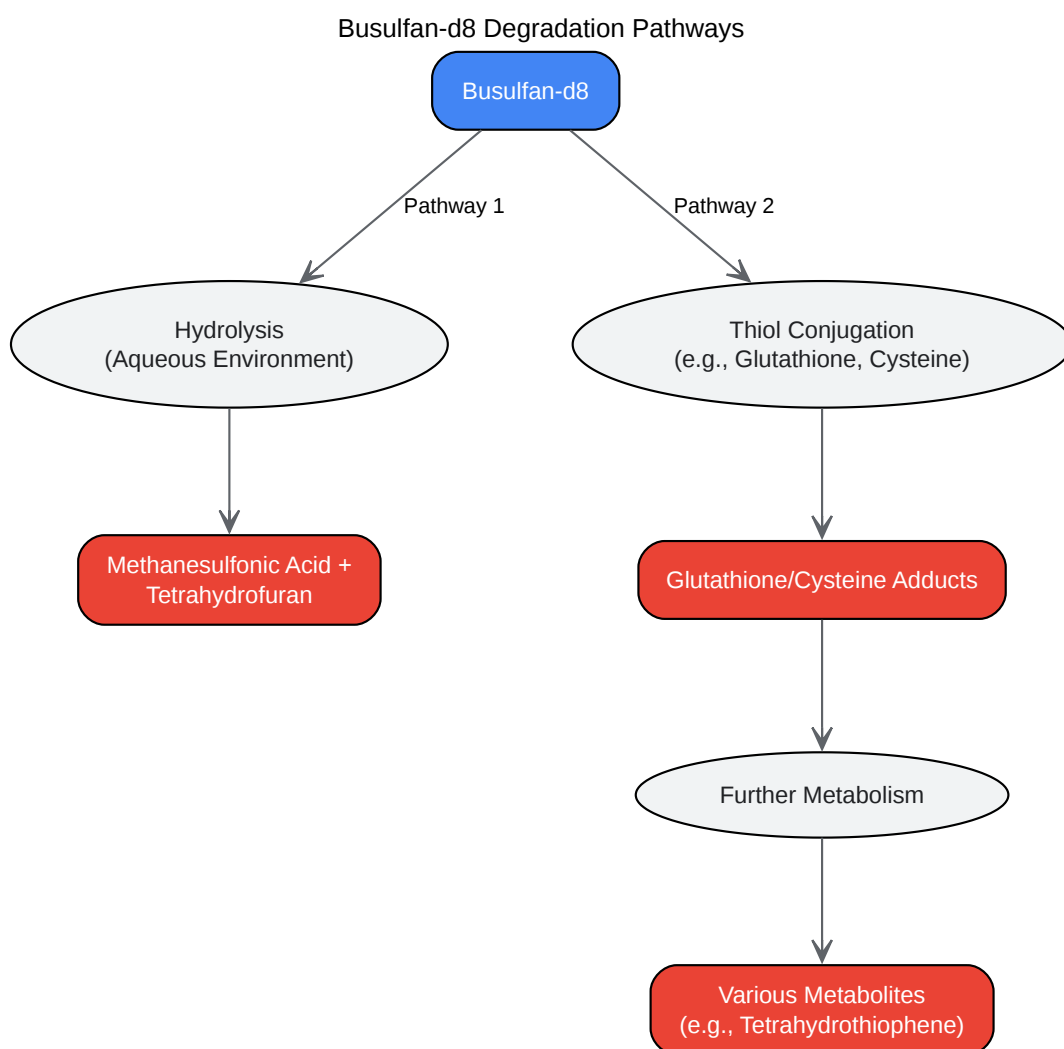 Busulfan-d8 Degradation Pathways
Busulfan-d8
Pathway 1
Pathway 2
Hydrolysis
(Aqueous Environment)
Thiol Conjugation
(e.g., Glutathione, Cysteine)
Methanesulfonic Acid +
Tetrahydrofuran
Glutathione/Cysteine Adducts
Further Metabolism
Various Metabolites
(e.g., Tetrahydrothiophene)